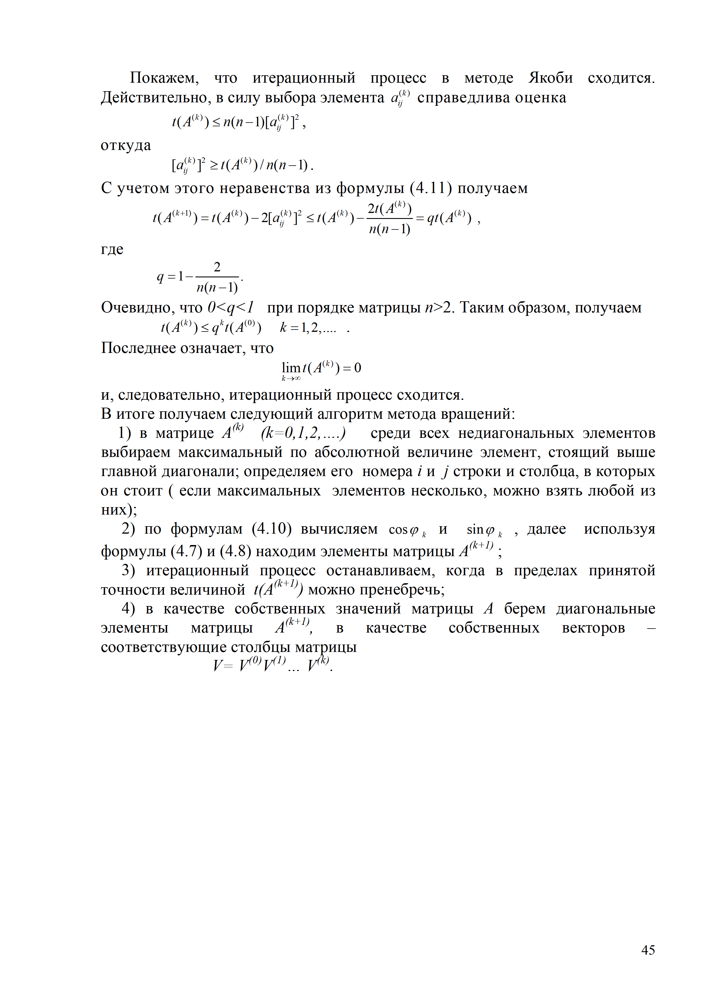 Покажем, что итерационный процесс в методе Якоби сходится.
Действительно, в силу выбора элемента $a_{ij}^{(k)}$ справедлива оценка
$t(A^{(k)}) \leq n(n-1)[a_{ij}^{(k)}]^2$ ,
откуда
$[a_{ij}^{(k)}]^2 \geq t(A^{(k)}) / n(n-1)$ .
С учетом этого неравенства из формулы (4.11) получаем
$t(A^{(k+1)}) = t(A^{(k)}) - 2[a_{ij}^{(k)}]^2 \leq t(A^{(k)}) - \frac{2t(A^{(k)})}{n(n-1)} = qt(A^{(k)})$ ,
где
$q = 1 - \frac{2}{n(n-1)}$.
Очевидно, что 0<q<1 при порядке матрицы n>2. Таким образом, получаем
$t(A^{(k)}) \leq q^k t(A^{(0)}) \quad k = 1, 2, ....$ .
Последнее означает, что
$\lim_{k \to \infty} t(A^{(k)}) = 0$
и, следовательно, итерационный процесс сходится.
В итоге получаем следующий алгоритм метода вращений:
1) в матрице $A^{(k)}$ (k=0,1,2,….) среди всех недиагональных элементов
выбираем максимальный по абсолютной величине элемент, стоящий выше
главной диагонали; определяем его номера i и j строки и столбца, в которых
он стоит ( если максимальных элементов несколько, можно взять любой из
них);
2) по формулам (4.10) вычисляем $\cos\varphi_k$ и $\sin\varphi_k$ , далее используя
формулы (4.7) и (4.8) находим элементы матрицы $A^{(k+1)}$ ;
3) итерационный процесс останавливаем, когда в пределах принятой
точности величиной $t(A^{(k+1)})$ можно пренебречь;
4) в качестве собственных значений матрицы A берем диагональные
элементы матрицы $A^{(k+1)}$, в качестве собственных векторов –
соответствующие столбцы матрицы
$V= V^{(0)}V^{(1)}… V^{(k)}$.
45